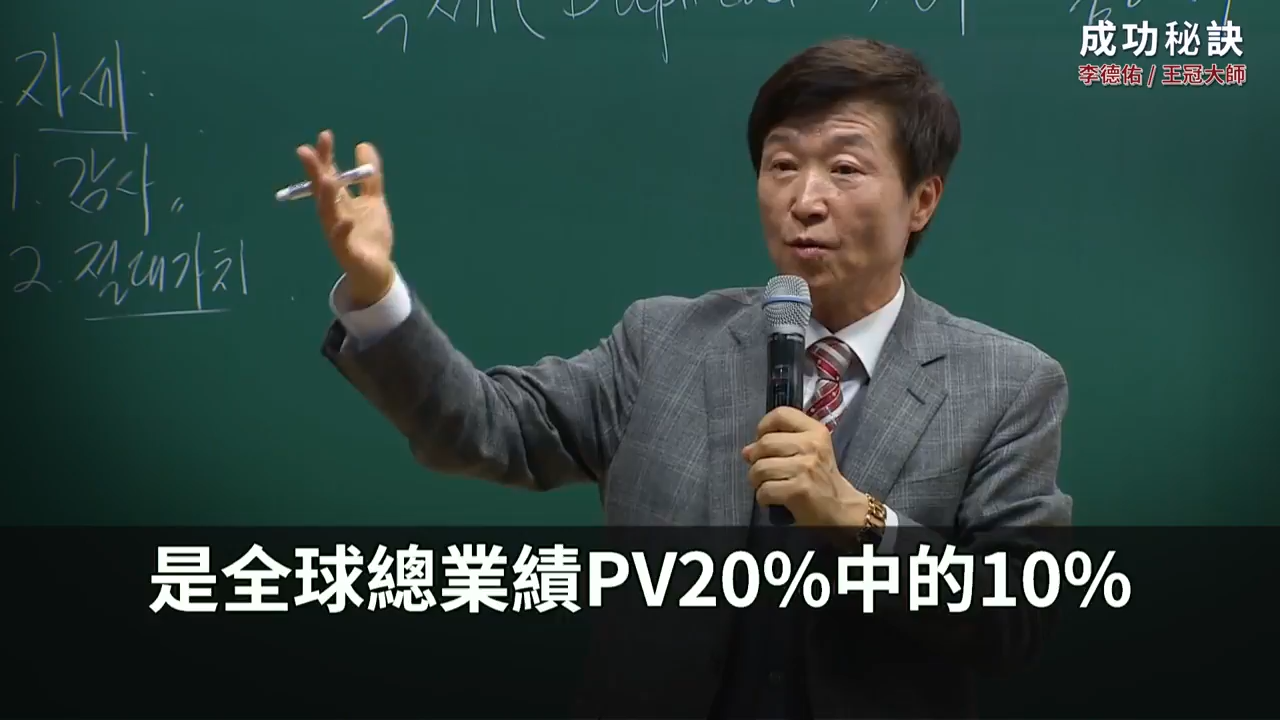 成功秘訣
李德佑 / 王冠大師
자세:
1. 감사
2. 절대가치
是全球總業績PV20%中的10%